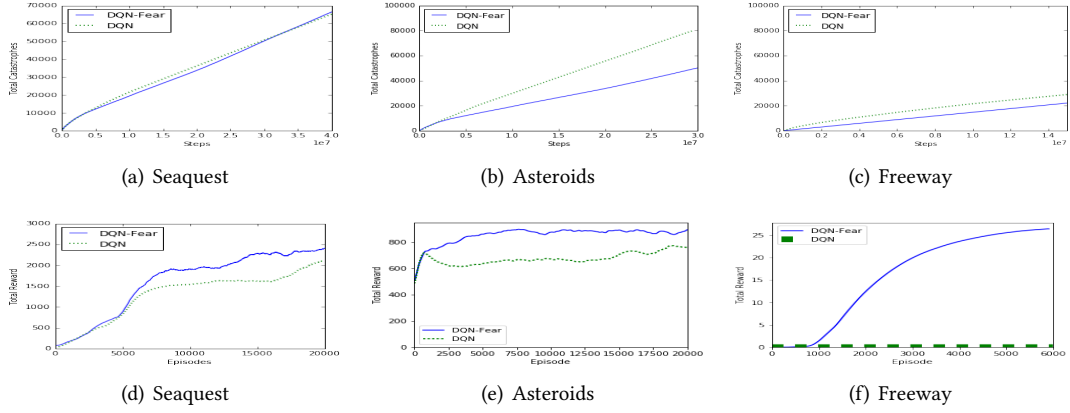 DQN-Fear
DQN
Total Catastrophes
70000
60000
50000
40000
30000
20000
10000
0
0.0 0.5 1.0 1.5 2.0 2.5 3.0 3.5 4.0
Steps
1e7
(a) Seaquest
DQN-Fear
DQN
Total Catastrophes
100000
80000
60000
40000
20000
0
0.0 0.5 1.0 1.5 2.0 2.5 3.0
Steps
1e7
(b) Asteroids
DQN-Fear
DQN
Total Catastrophes
100000
80000
60000
40000
20000
0
0.0 0.2 0.4 0.6 0.8 1.0 1.2 1.4
Steps
1e7
(c) Freeway
DQN-Fear
DQN
Total Reward
3000
2500
2000
1500
1000
500
0
0 5000 10000 15000 20000
Episodes
(d) Seaquest
Total Reward
800
600
400
200
0
DQN-Fear
DQN
0 2500 5000 7500 10000 12500 15000 17500 20000
Episode
(e) Asteroids
DQN-Fear
DQN
Total Reward
25
20
15
10
5
0
0 1000 2000 3000 4000 5000 6000
Episode
(f) Freeway